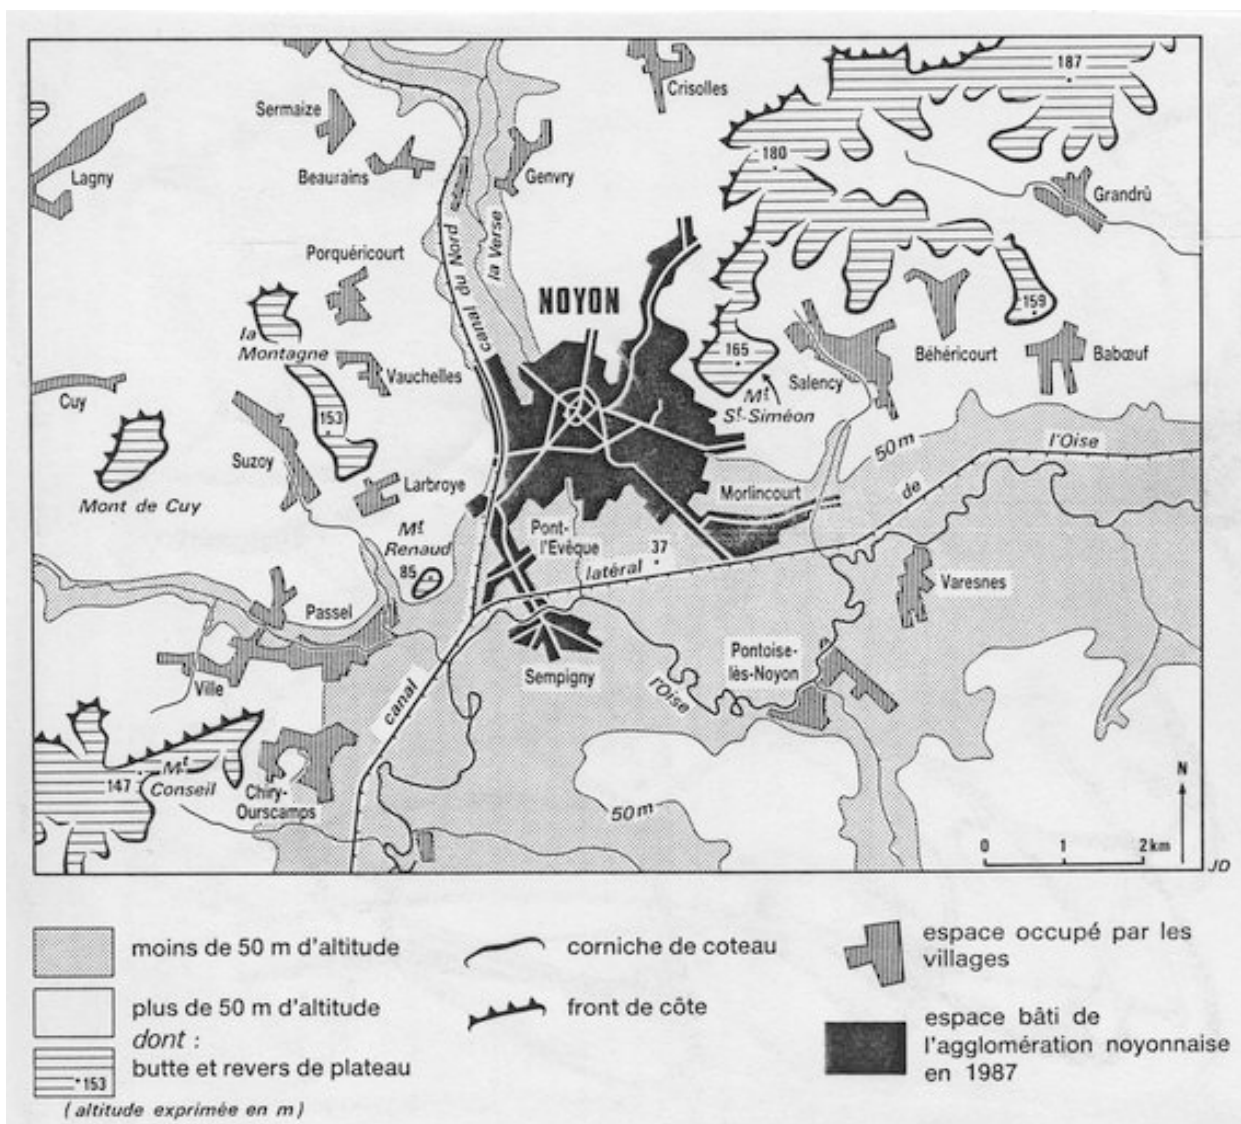 187
Crisolles
Sermaize
180
Lagny
Beaurains
Genvry
Grandrû
la Verse
canal du Nord
Porquéricourt
NOYON
159
la
Montagne
165
Béhéricourt
Babœuf
Vauchelles
Salency
Cuy
Mt
St-Siméon
153
50 m
l'Oise
Suzoy
Larbroye
Morlincourt
de
Mont de Cuy
Mt
Renaud
85
Pont-
l'Evêque
37
latéral
Varesnes
Passel
Pontoise-
lès-Noyon
Sempigny
Ville
l'Oise
canal
147
Mt
Conseil
Chiry-
Ourscamps
50 m
N
0 1 2 km
JD
moins de 50 m d'altitude
plus de 50 m d'altitude
dont :
butte et revers de plateau
153
(altitude exprimée en m)
corniche de coteau
front de côte
espace occupé par les
villages
espace bâti de
l'agglomération noyonnaise
en 1987